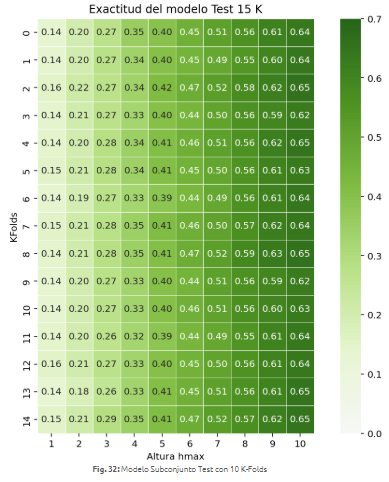 Exactitud del modelo Test 15 K
0 0.14 0.20 0.27 0.35 0.40 0.45 0.51 0.56 0.61 0.64 0.7
1 0.14 0.20 0.27 0.34 0.40 0.45 0.49 0.55 0.60 0.64
2 0.16 0.22 0.27 0.34 0.42 0.47 0.52 0.58 0.62 0.65 0.6
3 0.14 0.21 0.27 0.33 0.40 0.44 0.50 0.56 0.59 0.62
4 0.14 0.20 0.28 0.34 0.41 0.46 0.50 0.56 0.62 0.65 0.5
5 0.15 0.21 0.28 0.34 0.41 0.45 0.50 0.56 0.62 0.65
6 0.14 0.19 0.27 0.33 0.39 0.44 0.49 0.56 0.61 0.64 0.4
KFolds
7 0.15 0.21 0.28 0.35 0.41 0.46 0.50 0.57 0.62 0.64
8 0.14 0.21 0.28 0.35 0.41 0.46 0.52 0.59 0.63 0.65 0.3
9 0.14 0.20 0.27 0.33 0.40 0.44 0.50 0.56 0.59 0.62
10 0.14 0.20 0.27 0.33 0.40 0.44 0.50 0.56 0.60 0.63 0.2
11 0.14 0.20 0.26 0.32 0.39 0.44 0.49 0.55 0.61 0.64
12 0.16 0.21 0.27 0.33 0.40 0.45 0.50 0.56 0.61 0.65 0.1
13 0.14 0.18 0.26 0.33 0.41 0.45 0.51 0.56 0.61 0.65
14 0.15 0.21 0.29 0.35 0.41 0.47 0.52 0.57 0.62 0.65 0.0
1 2 3 4 5 6 7 8 9 10
Altura hmax
Fig. 32: Modelo Subconjunto Test con 10 K-Folds